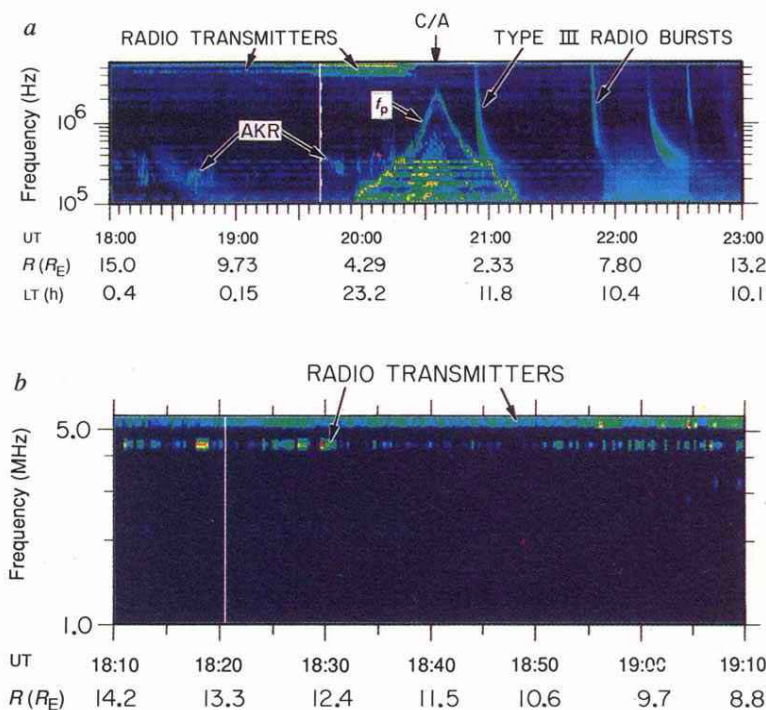 a
C/A
RADIO TRANSMITTERS
TYPE III RADIO BURSTS
Frequency (Hz)
10⁶
10⁵
AKR
fₚ
UT 18:00 19:00 20:00 21:00 22:00 23:00
R (R_E) 15.0 9.73 4.29 2.33 7.80 13.2
LT (h) 0.4 0.15 23.2 11.8 10.4 10.1
b
RADIO TRANSMITTERS
Frequency (MHz)
5.0
1.0
UT 18:10 18:20 18:30 18:40 18:50 19:00 19:10
R (R_E) 14.2 13.3 12.4 11.5 10.6 9.7 8.8